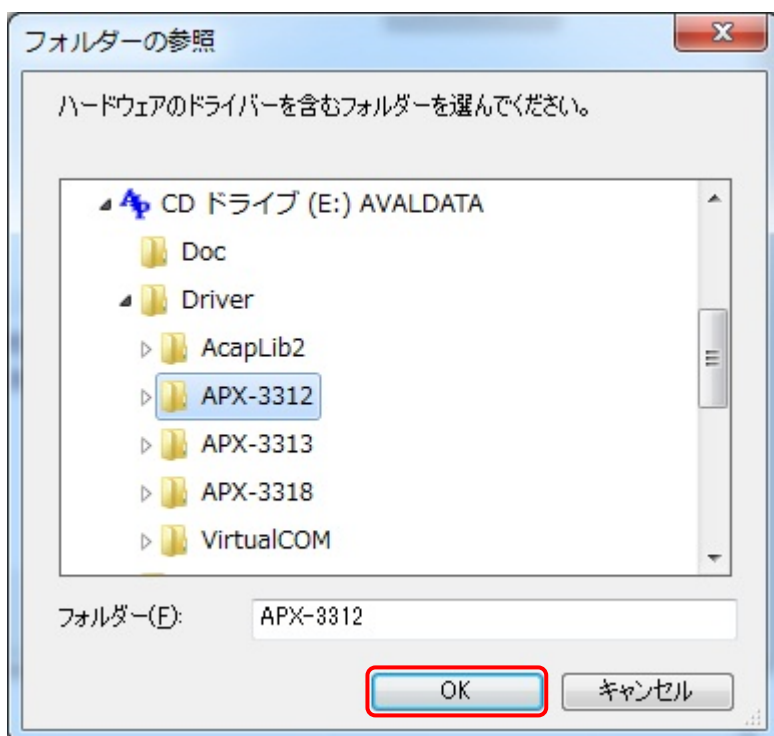 フォルダーの参照
ハードウェアのドライバーを含むフォルダーを選んでください。
CD ドライブ (E:) AVALDATA
Doc
Driver
AcapLib2
APX-3312
APX-3313
APX-3318
VirtualCOM
フォルダー(F): APX-3312
OK キャンセル